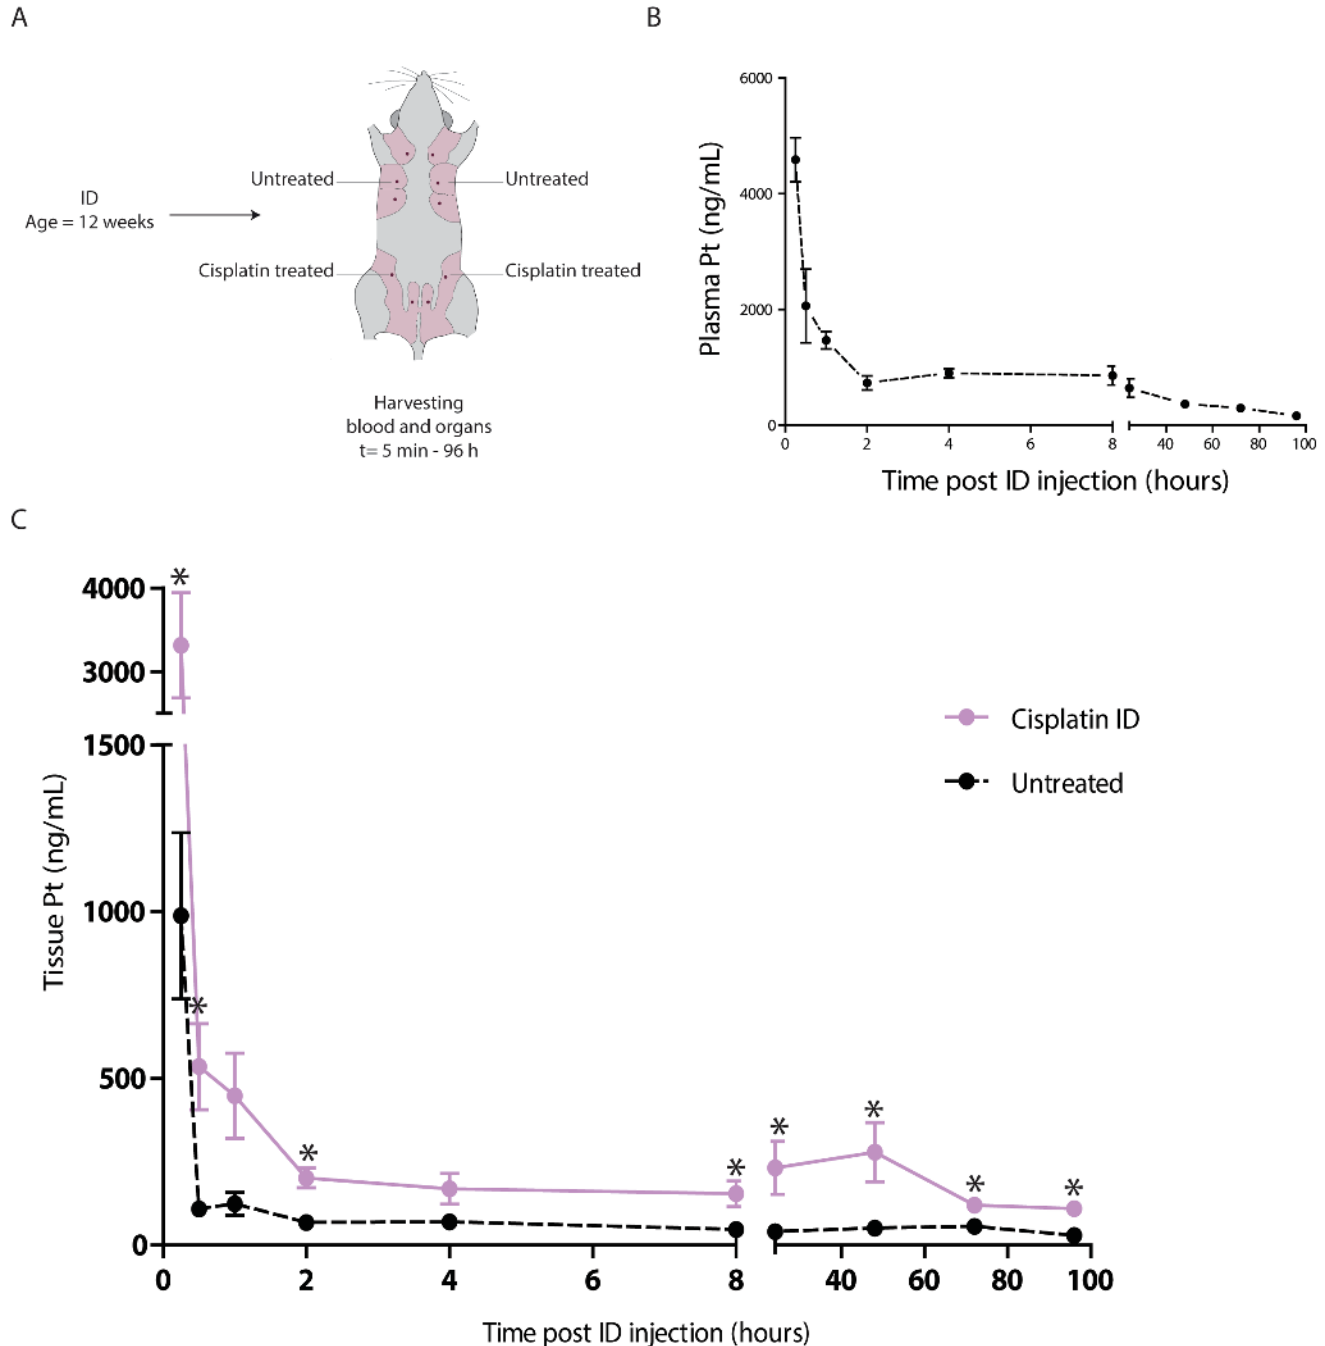 A
B
Untreated
Untreated
ID
Age = 12 weeks
Cisplatin treated
Cisplatin treated
Harvesting
blood and organs
t= 5 min - 96 h
Plasma Pt (ng/mL)
6000
4000
2000
0
0
2
4
6
8
40
60
80
100
Time post ID injection (hours)
C
Tissue Pt (ng/mL)
4000
3000
1500
1000
500
0
*
*
*
*
*
*
*
*
Cisplatin ID
Untreated
0
2
4
6
8
40
60
80
100
Time post ID injection (hours)